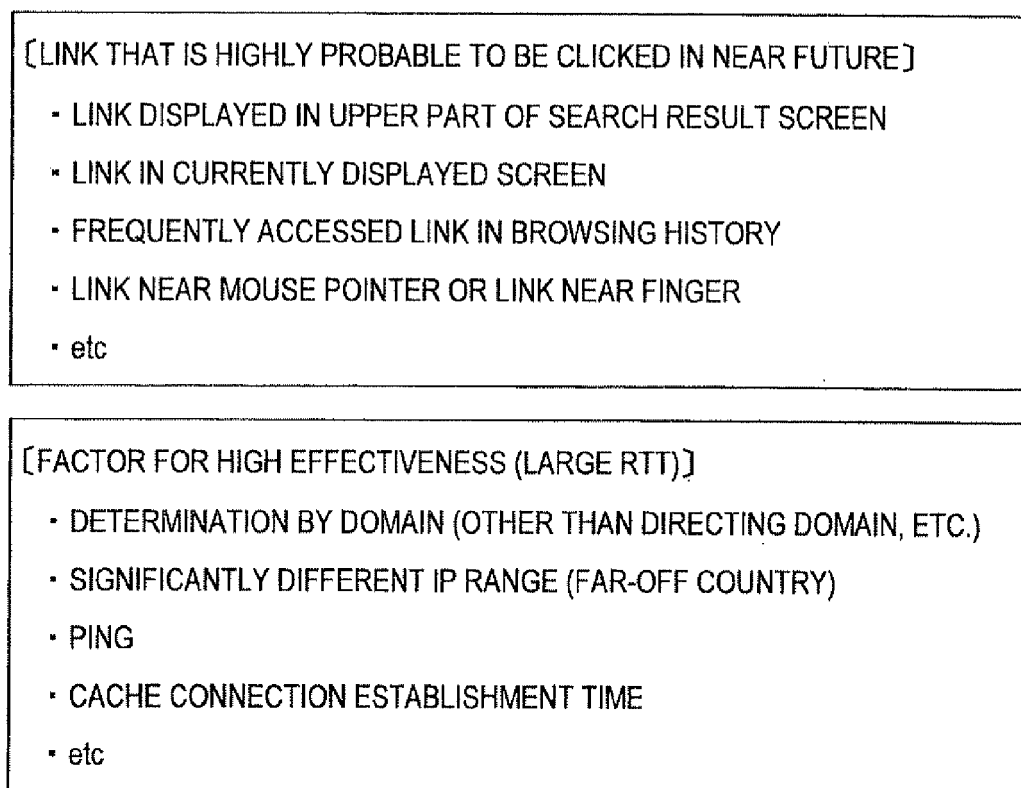 〔LINK THAT IS HIGHLY PROBABLE TO BE CLICKED IN NEAR FUTURE〕
・LINK DISPLAYED IN UPPER PART OF SEARCH RESULT SCREEN
・LINK IN CURRENTLY DISPLAYED SCREEN
・FREQUENTLY ACCESSED LINK IN BROWSING HISTORY
・LINK NEAR MOUSE POINTER OR LINK NEAR FINGER
・etc
〔FACTOR FOR HIGH EFFECTIVENESS (LARGE RTT)〕
・DETERMINATION BY DOMAIN (OTHER THAN DIRECTING DOMAIN, ETC.)
・SIGNIFICANTLY DIFFERENT IP RANGE (FAR-OFF COUNTRY)
・PING
・CACHE CONNECTION ESTABLISHMENT TIME
・etc